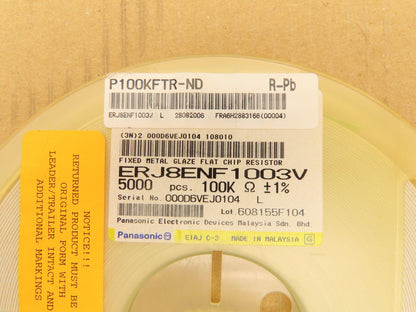 P100KFTR-ND R-Pb
ERJ8ENF1003V L 28082006 FRA6H2883166(00004)
(3N)2 000D6VEJ0104 108010
FIXED METAL GLAZE FLAT CHIP RESISTOR
ERJ8ENF1003V
5000 pcs. 100K Ω ±1%
Serial No. 000D6VEJ0104 L
Lot.608155F104
Panasonic Electronic Devices Malaysia Sdn. Bhd.
Panasonic EIAJ C-3 MADE IN MALAYSIA G
NOTICE!!!
RETURNED PRODUCT MUST BE
ORIGINAL FORM WITH
LEADER/TRAILER INTACT AND
ADDITIONAL MARKINGS